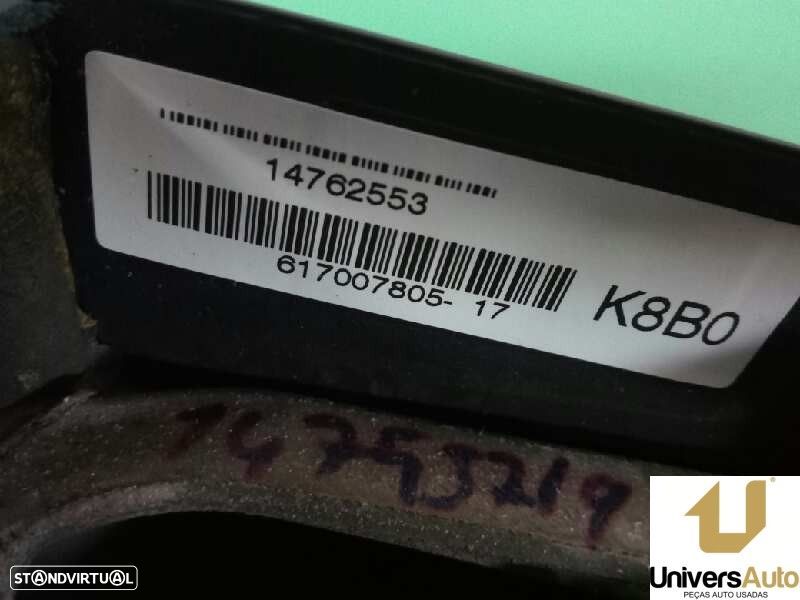 14762553
617007805- 17
K8B0
STANDVIRTUAL
UniversAuto
PEÇAS AUTO USADAS